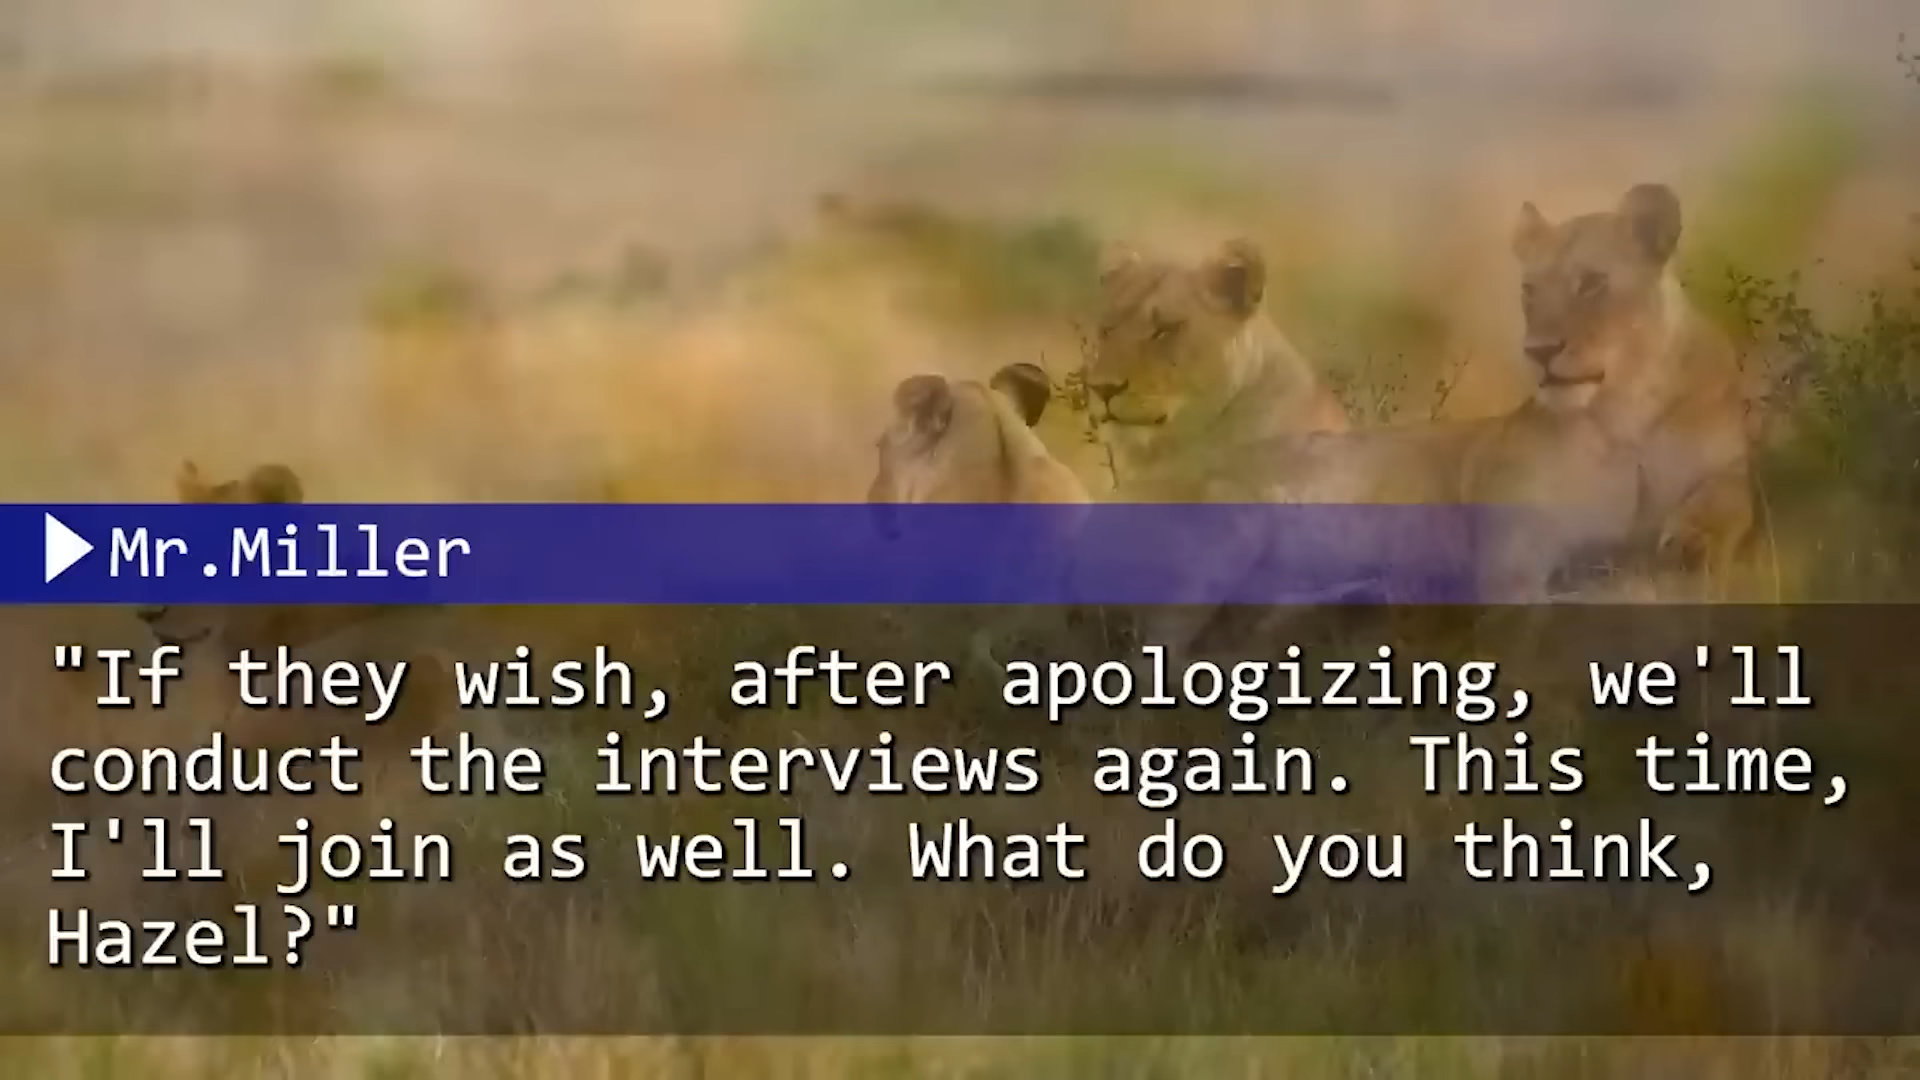 Mr.Miller
"If they wish, after apologizing, we'll
conduct the interviews again. This time,
I'll join as well. What do you think,
Hazel?"